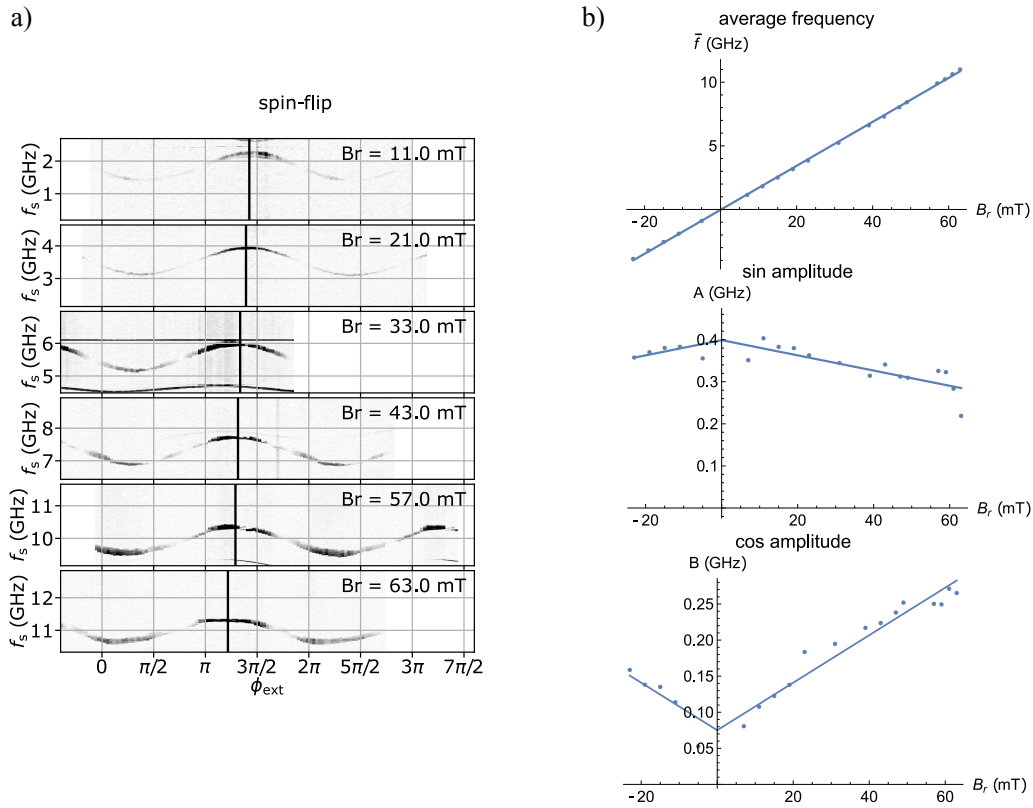 a)
spin-flip
Br = 11.0 mT
fs (GHz)
2
1
Br = 21.0 mT
fs (GHz)
4
3
Br = 33.0 mT
fs (GHz)
6
5
Br = 43.0 mT
fs (GHz)
8
7
Br = 57.0 mT
fs (GHz)
11
10
9
Br = 63.0 mT
fs (GHz)
12
11
0 π/2 π 3π/2 2π 5π/2 3π 7π/2
ϕext
b)
average frequency
f̄ (GHz)
10
5
-20 20 40 60
Br (mT)
sin amplitude
A (GHz)
0.4
0.3
0.2
0.1
-20 0 20 40 60
Br (mT)
cos amplitude
B (GHz)
0.25
0.20
0.15
0.10
0.05
-20 0 20 40 60
Br (mT)